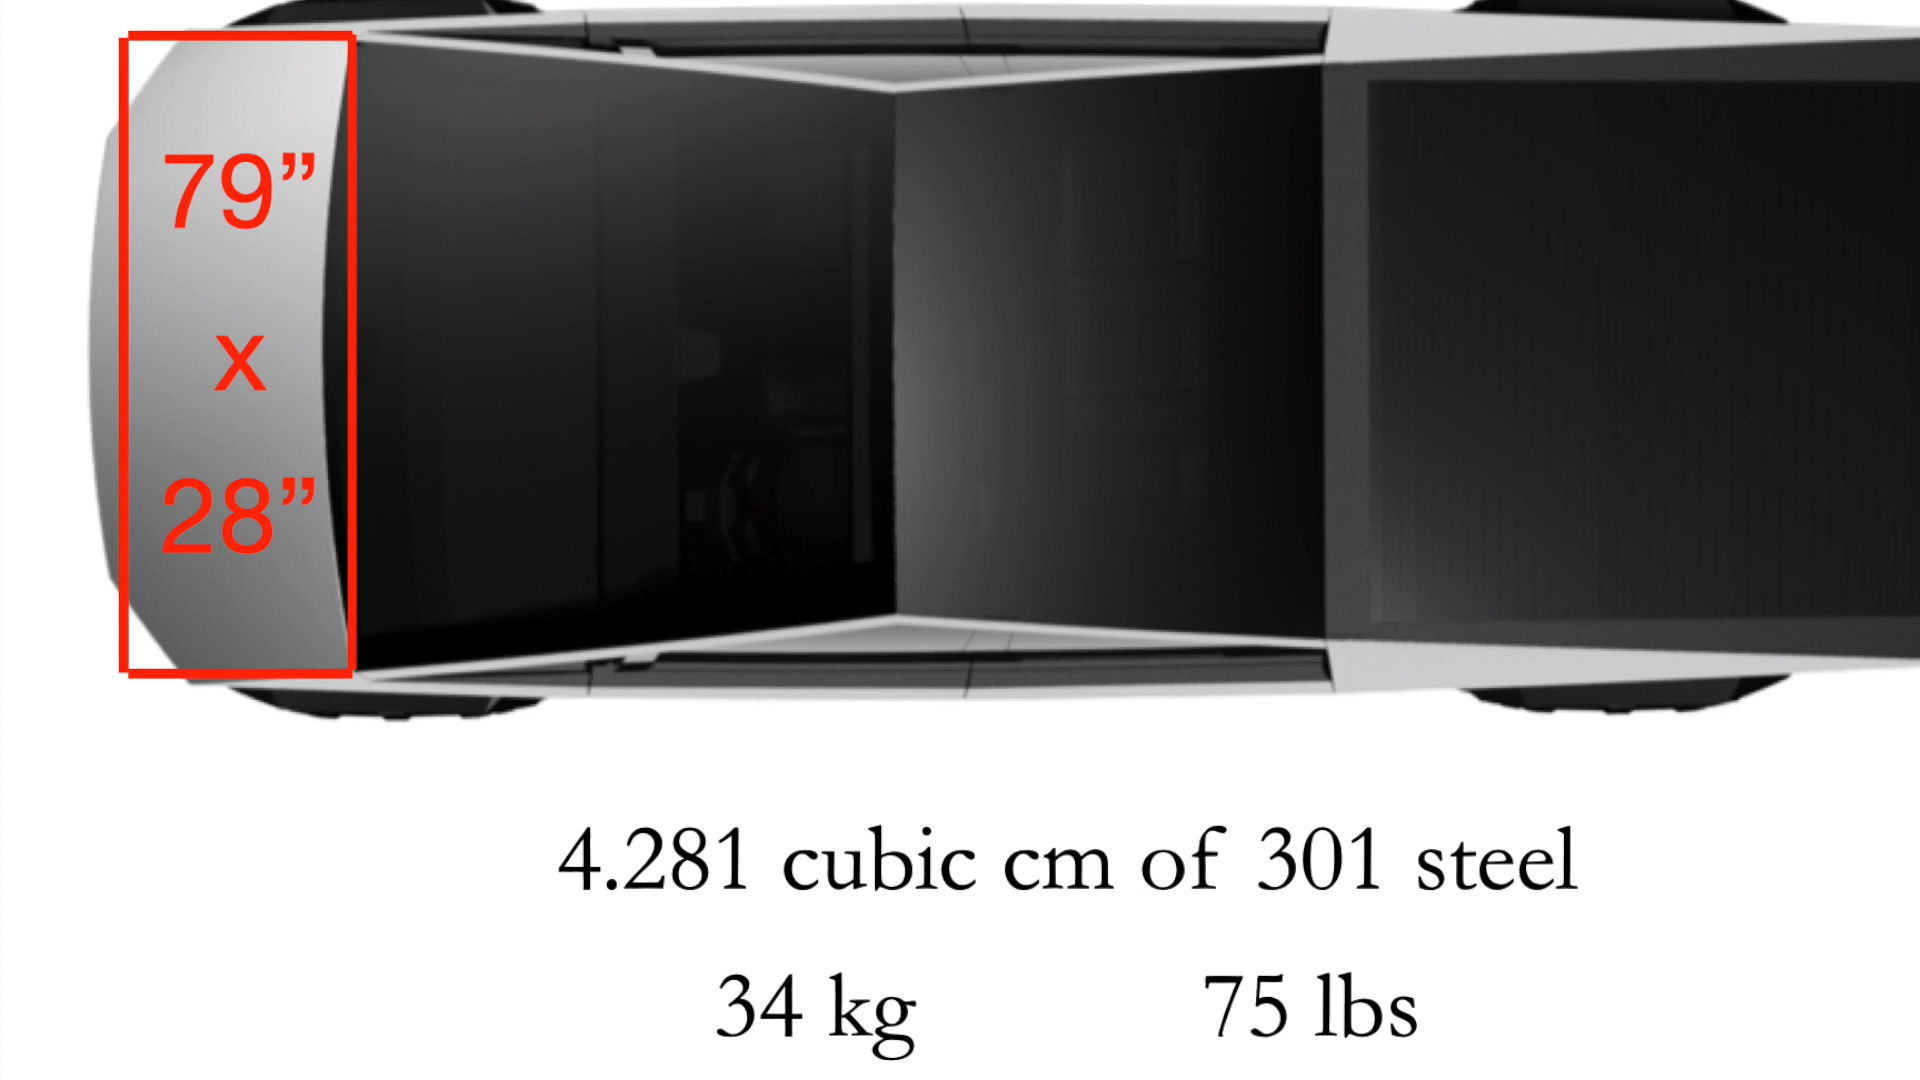 79”
x
28”
4.281 cubic cm of 301 steel
34 kg 75 lbs